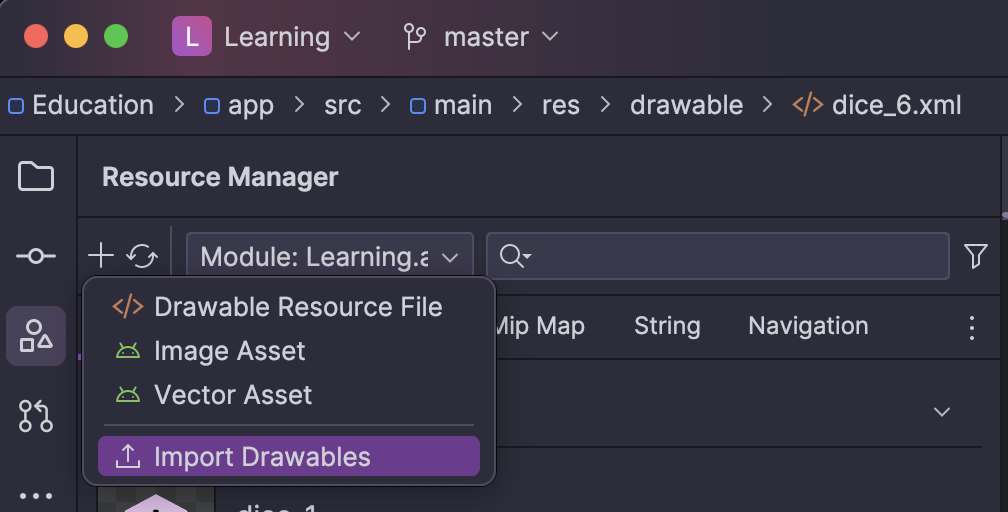 L Learning master
Education > app > src > main > res > drawable > </> dice_6.xml
Resource Manager
Module: Learning.a
</> Drawable Resource File
Mip Map String Navigation
Image Asset
Vector Asset
Import Drawables
dice_1